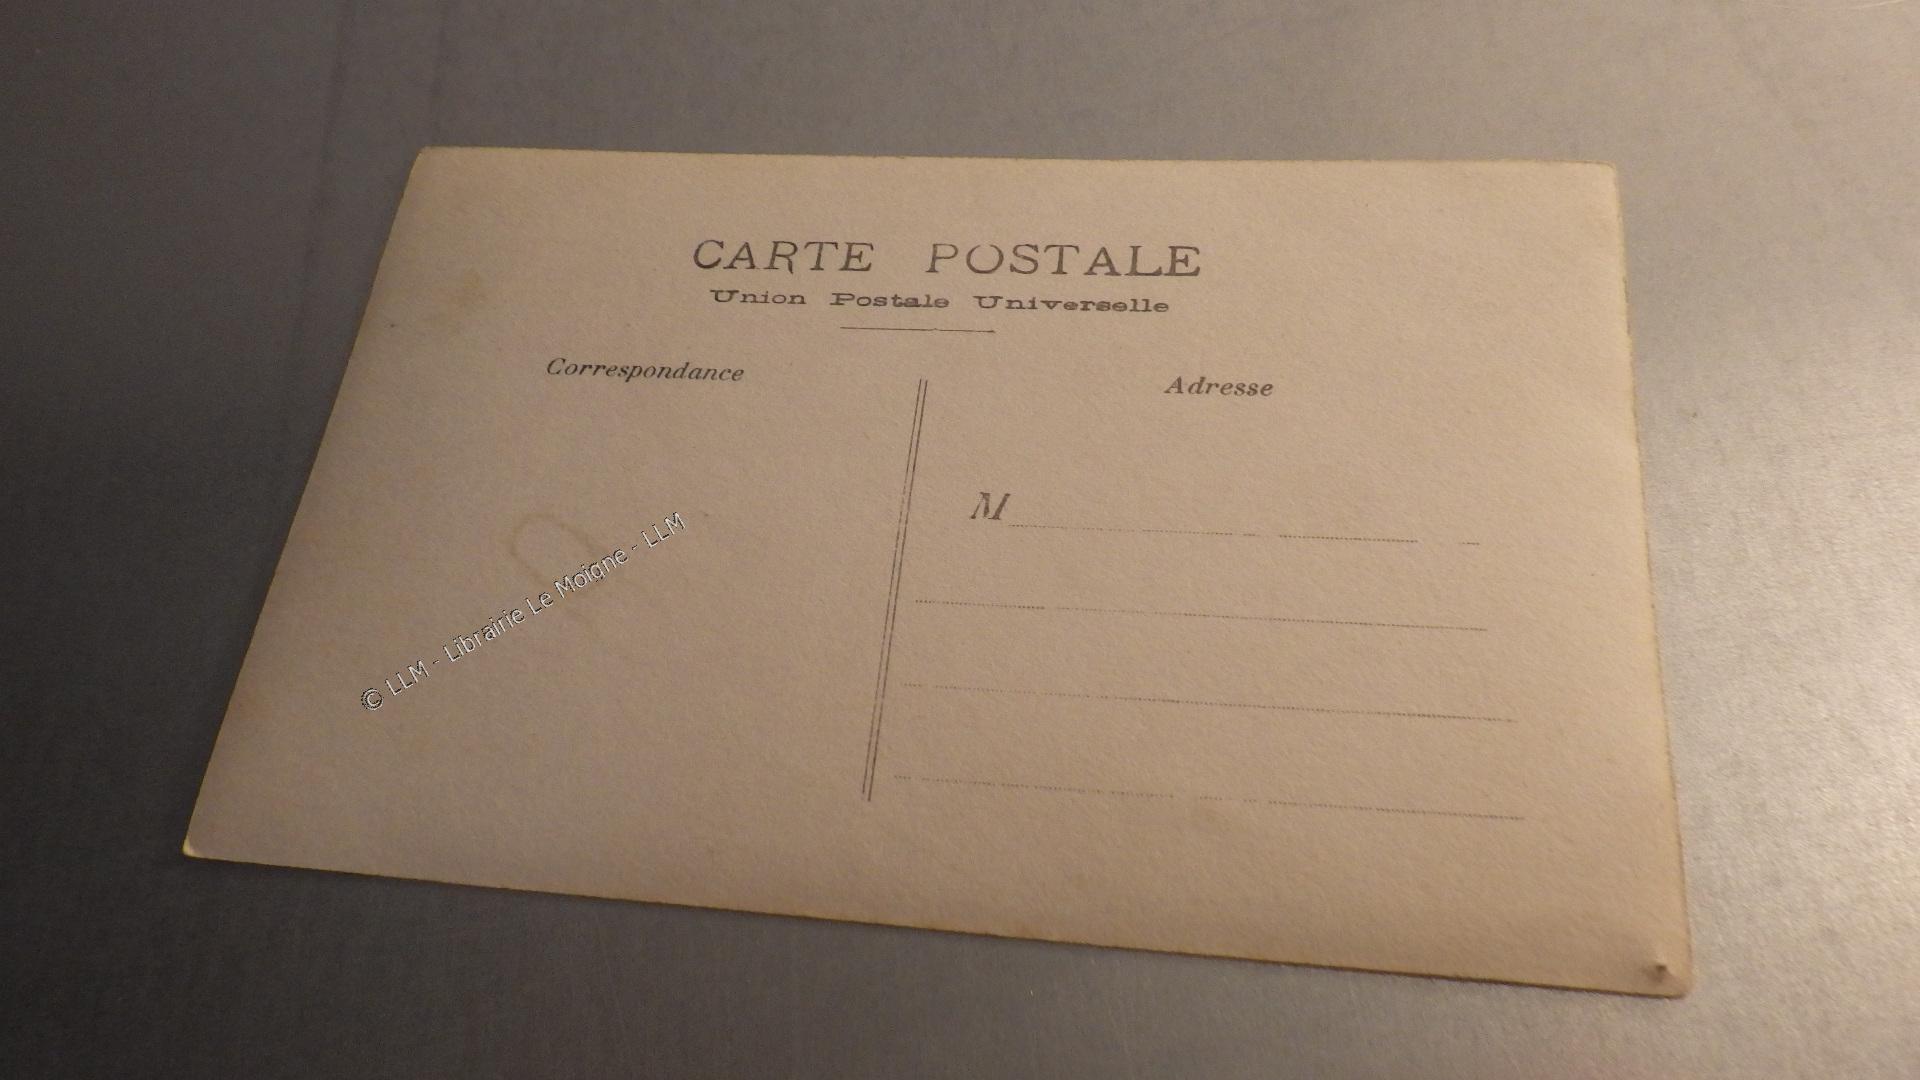 CARTE POSTALE
Union Postale Universelle
Correspondance
Adresse
M
© LLM - Librairie Le Moigne - LLM